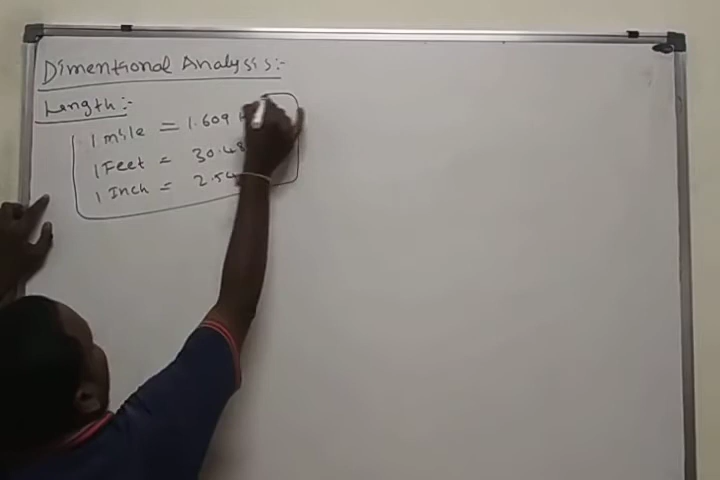 Dimentional Analysis:-
Length:-
1 mile = 1.609
1 Feet = 30.48
1 Inch = 2.54